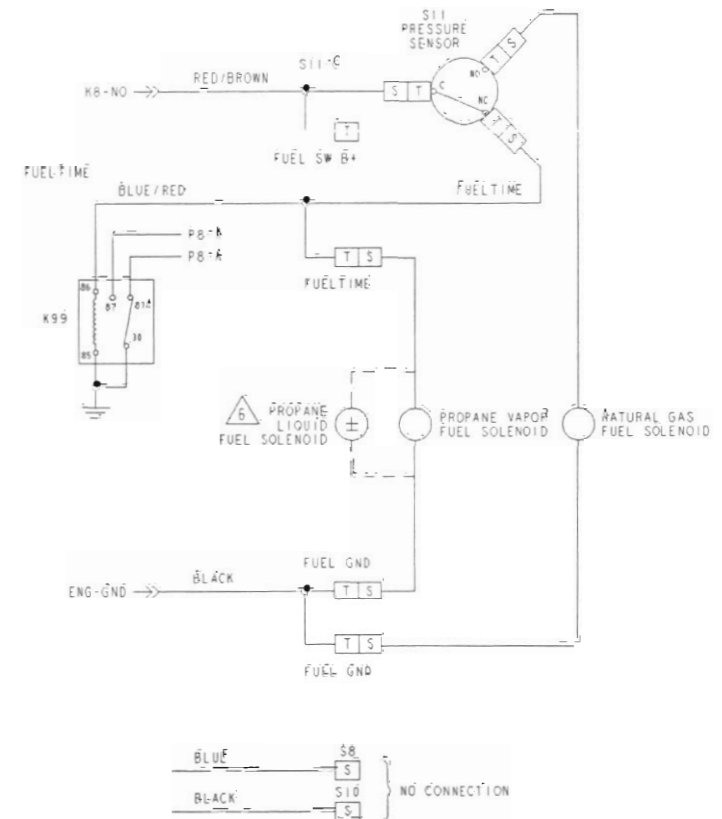 S11
PRESSURE
SENSOR
S11-C
RED/BROWN
K8-NO
S T
C
NO
T S
NC
T S
T
FUEL SW B+
FUEL-TIME
BLUE/RED
FUELTIME
P8-
P8-
T S
FUELTIME
86
87
87A
K99
30
85
6
PROPANE
LIQUID
FUEL SOLENOID
±
PROPANE VAPOR
FUEL SOLENOID
NATURAL GAS
FUEL SOLENOID
FUEL GND
BLACK
ENG-GND
T S
T S
FUEL GND
BLUE
S8
S
S10
NO CONNECTION
BLACK
S